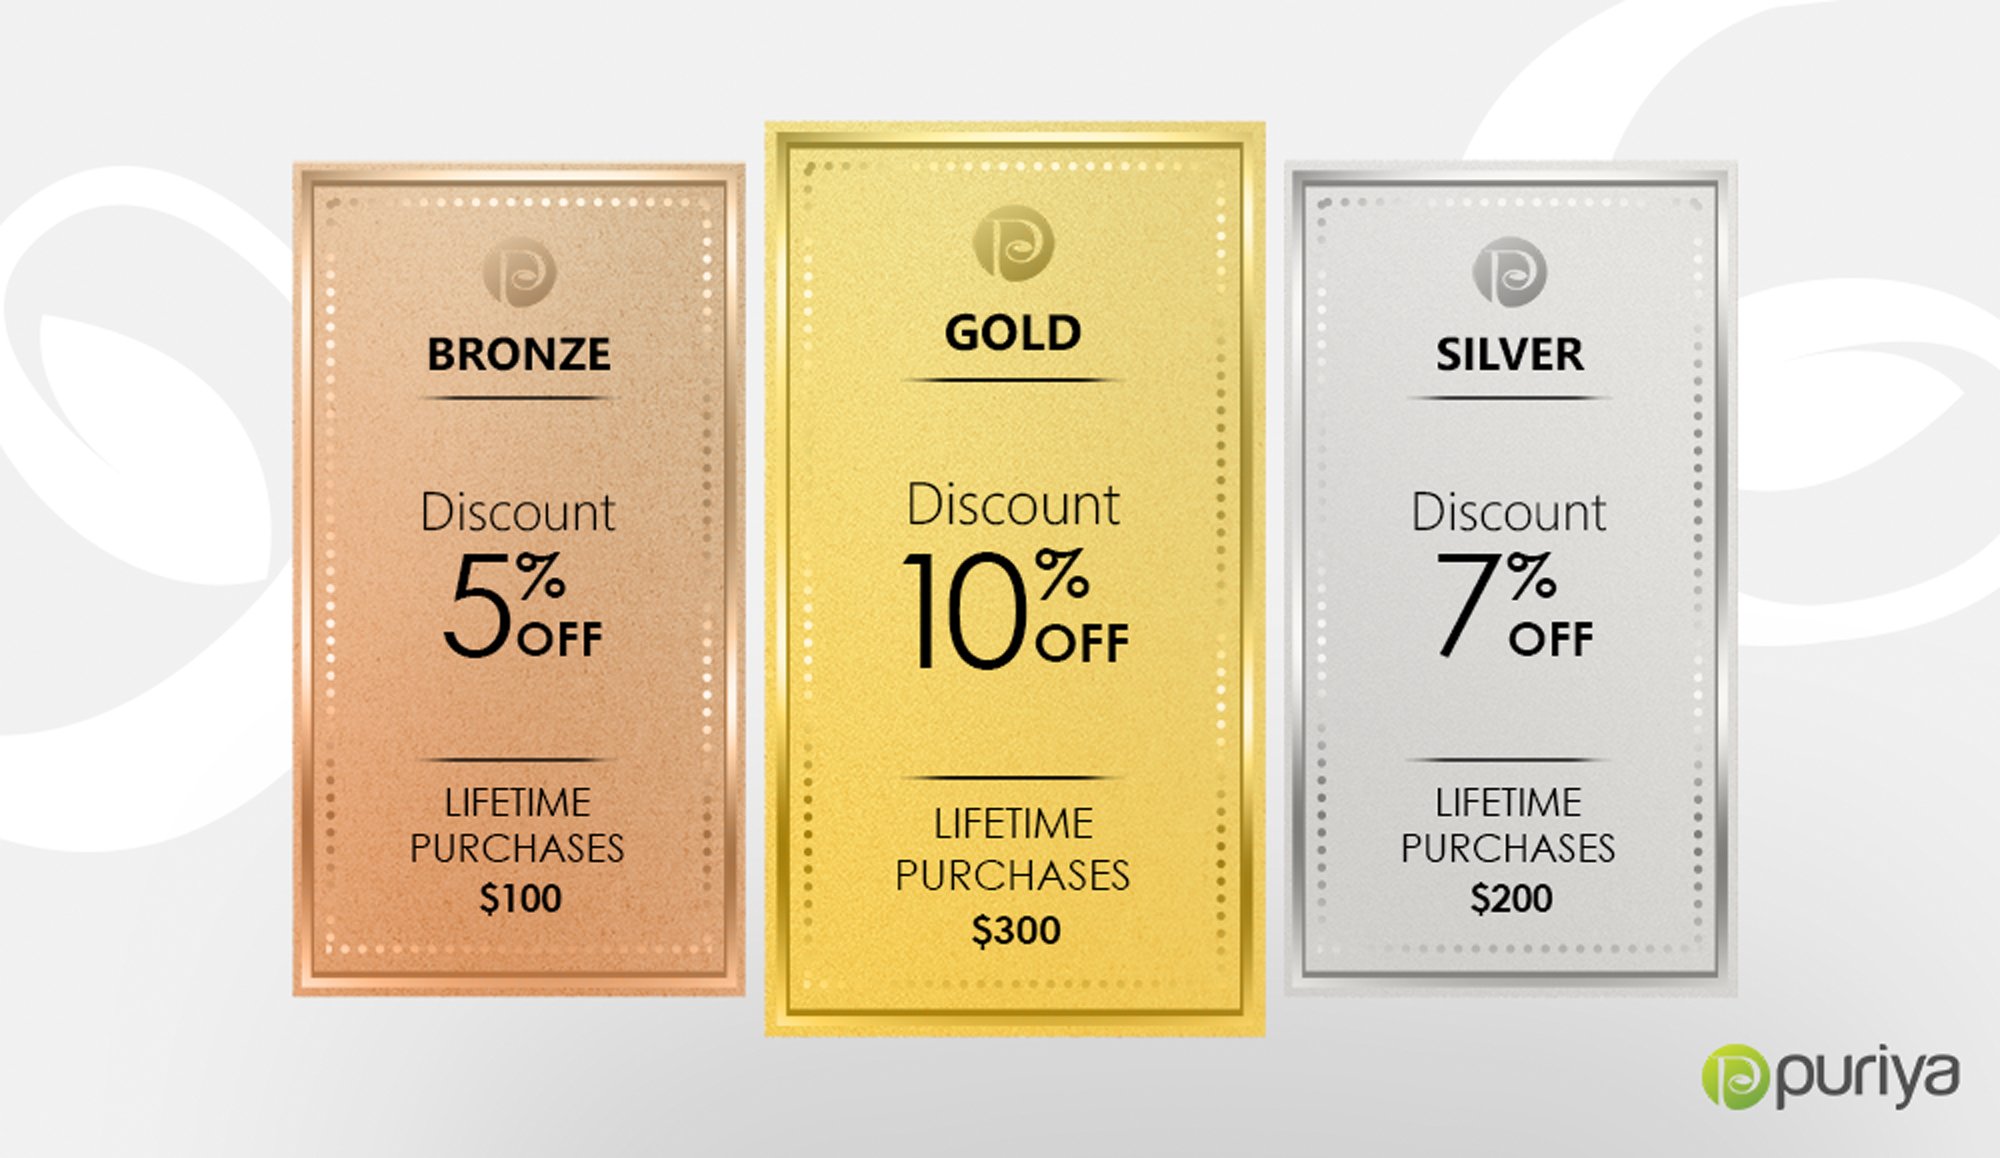 BRONZE
Discount
5% OFF
LIFETIME
PURCHASES
$100
GOLD
Discount
10% OFF
LIFETIME
PURCHASES
$300
SILVER
Discount
7% OFF
LIFETIME
PURCHASES
$200
puriya